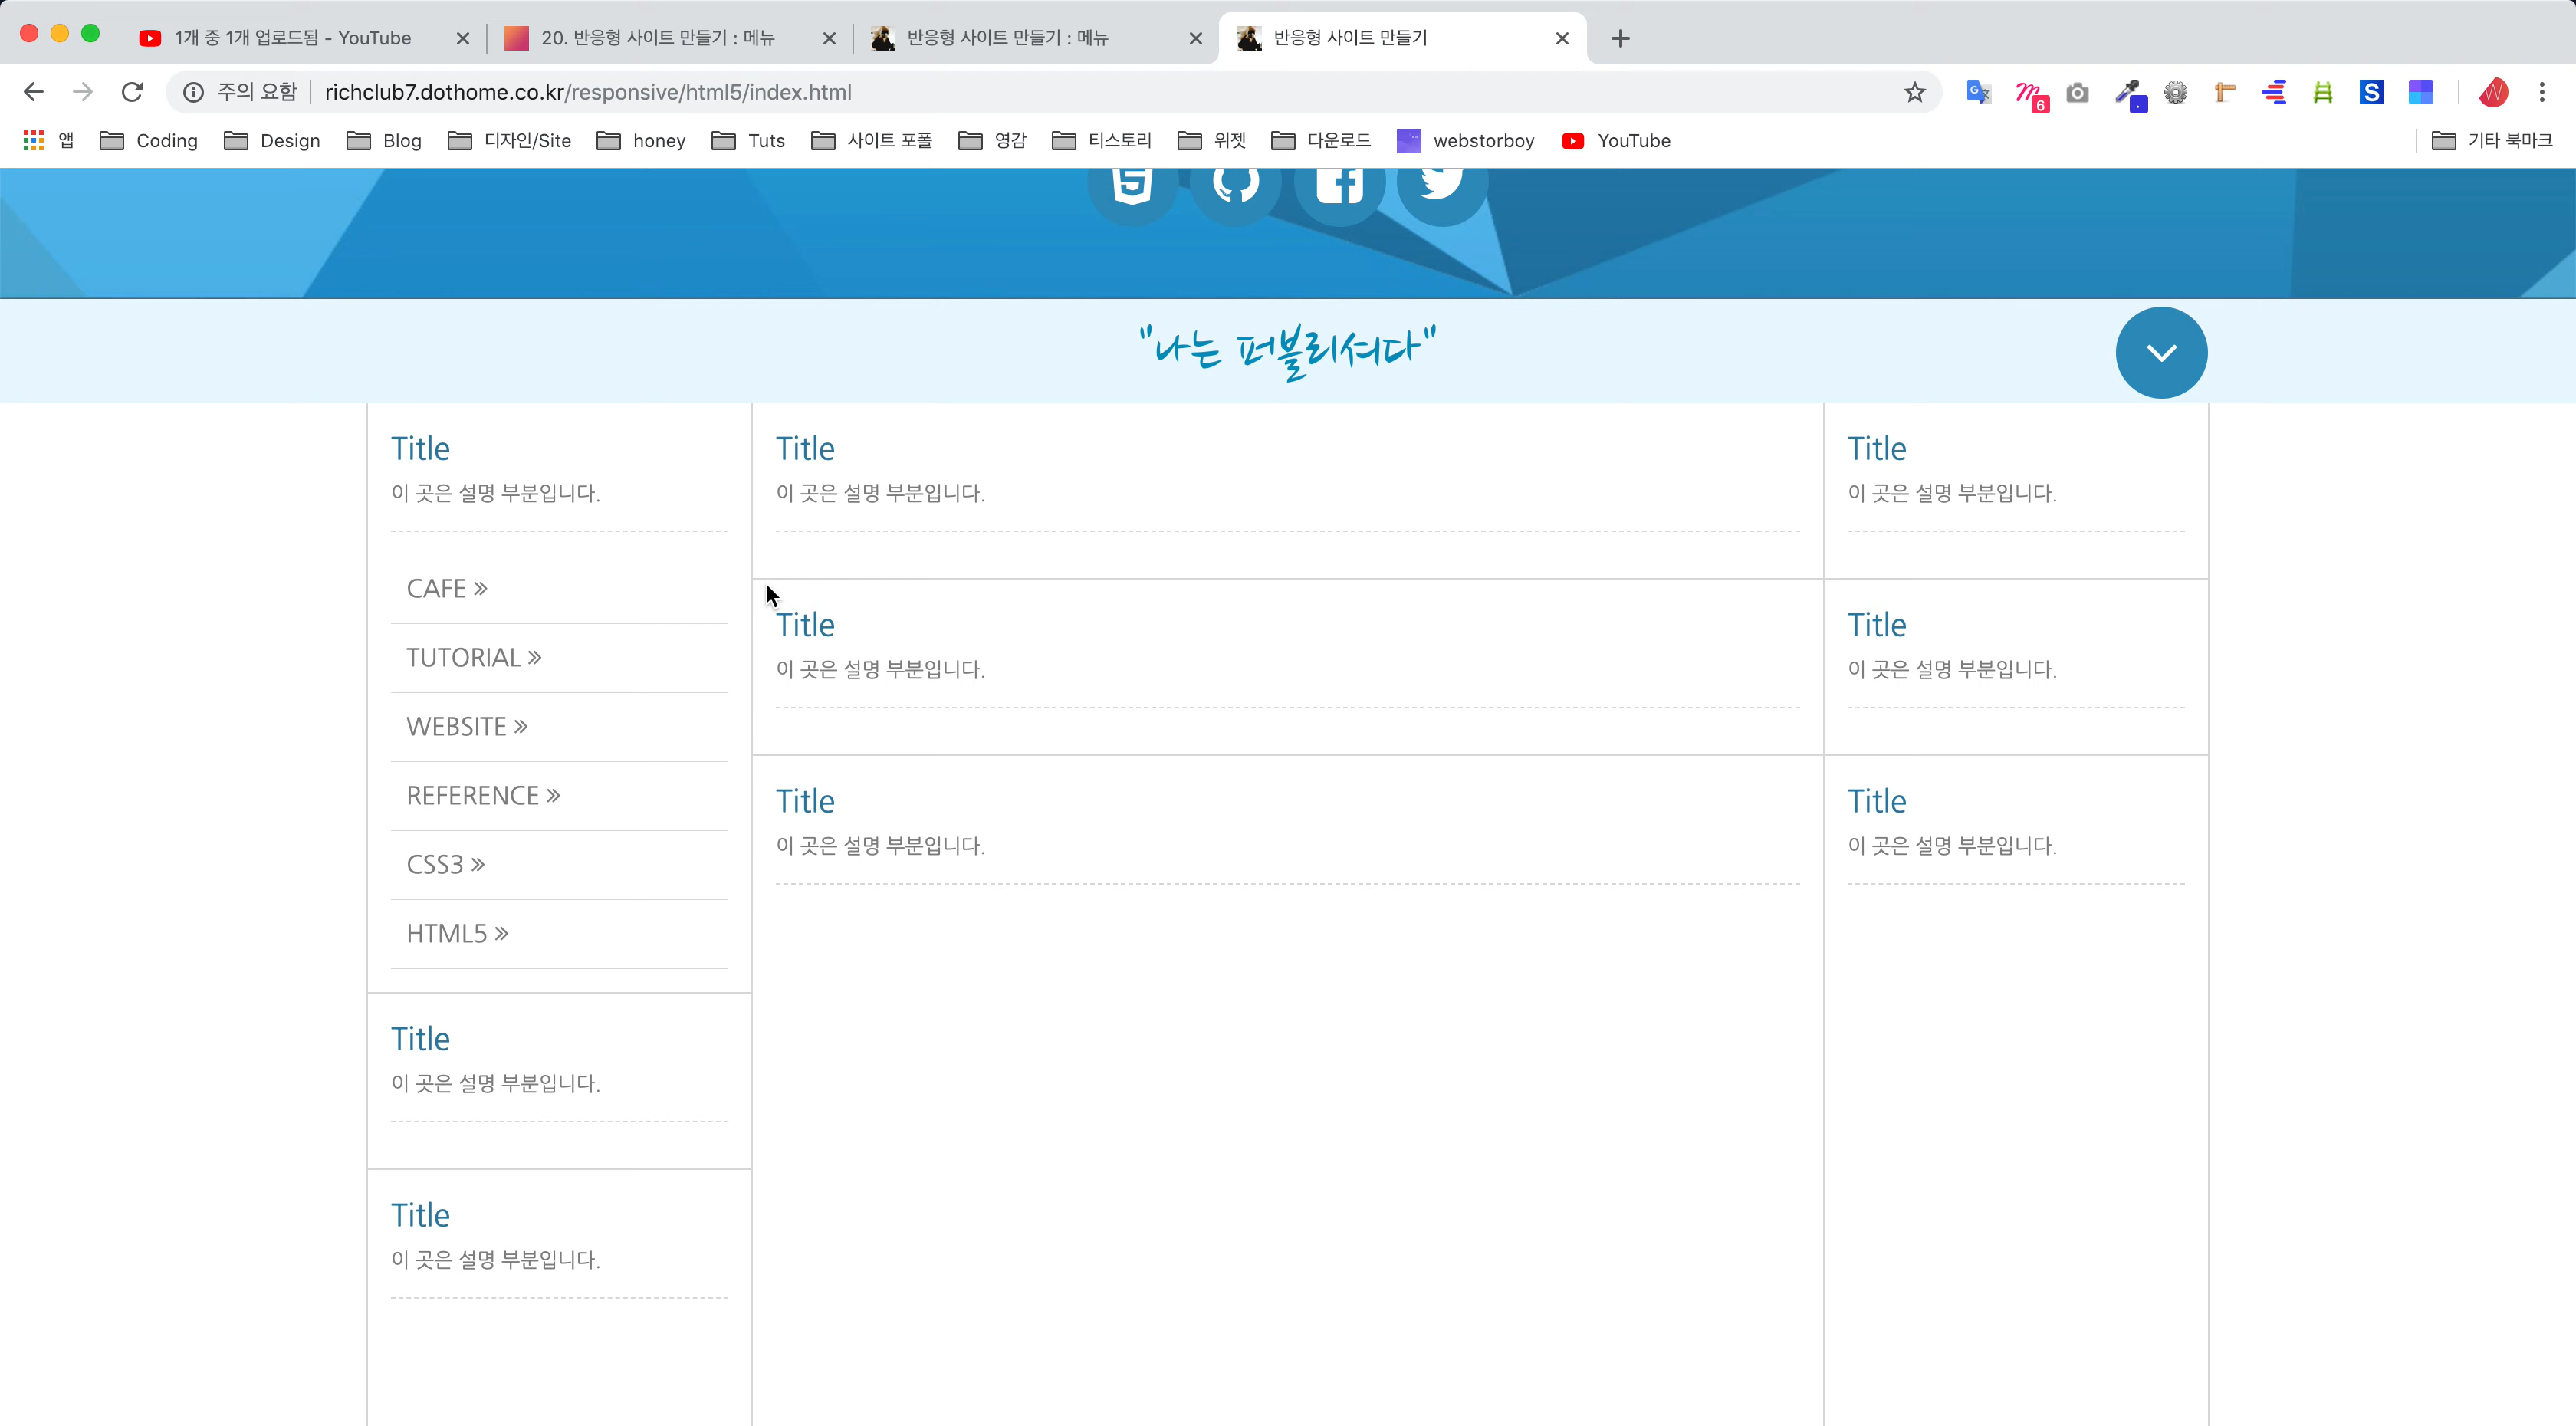 1개 중 1개 업로드됨 - YouTube
20. 반응형 사이트 만들기 : 메뉴
반응형 사이트 만들기 : 메뉴
반응형 사이트 만들기
주의 요함 richclub7.dothome.co.kr/responsive/html5/index.html
6
앱 Coding Design Blog 디자인/Site honey Tuts 사이트 포폴 영감 티스토리 위젯 다운로드 webstorboy YouTube 기타 북마크
"나는 퍼블리셔다"
Title
이 곳은 설명 부분입니다.
CAFE »
TUTORIAL »
WEBSITE »
REFERENCE »
CSS3 »
HTML5 »
Title
이 곳은 설명 부분입니다.
Title
이 곳은 설명 부분입니다.
Title
이 곳은 설명 부분입니다.
Title
이 곳은 설명 부분입니다.
Title
이 곳은 설명 부분입니다.
Title
이 곳은 설명 부분입니다.
Title
이 곳은 설명 부분입니다.
Title
이 곳은 설명 부분입니다.